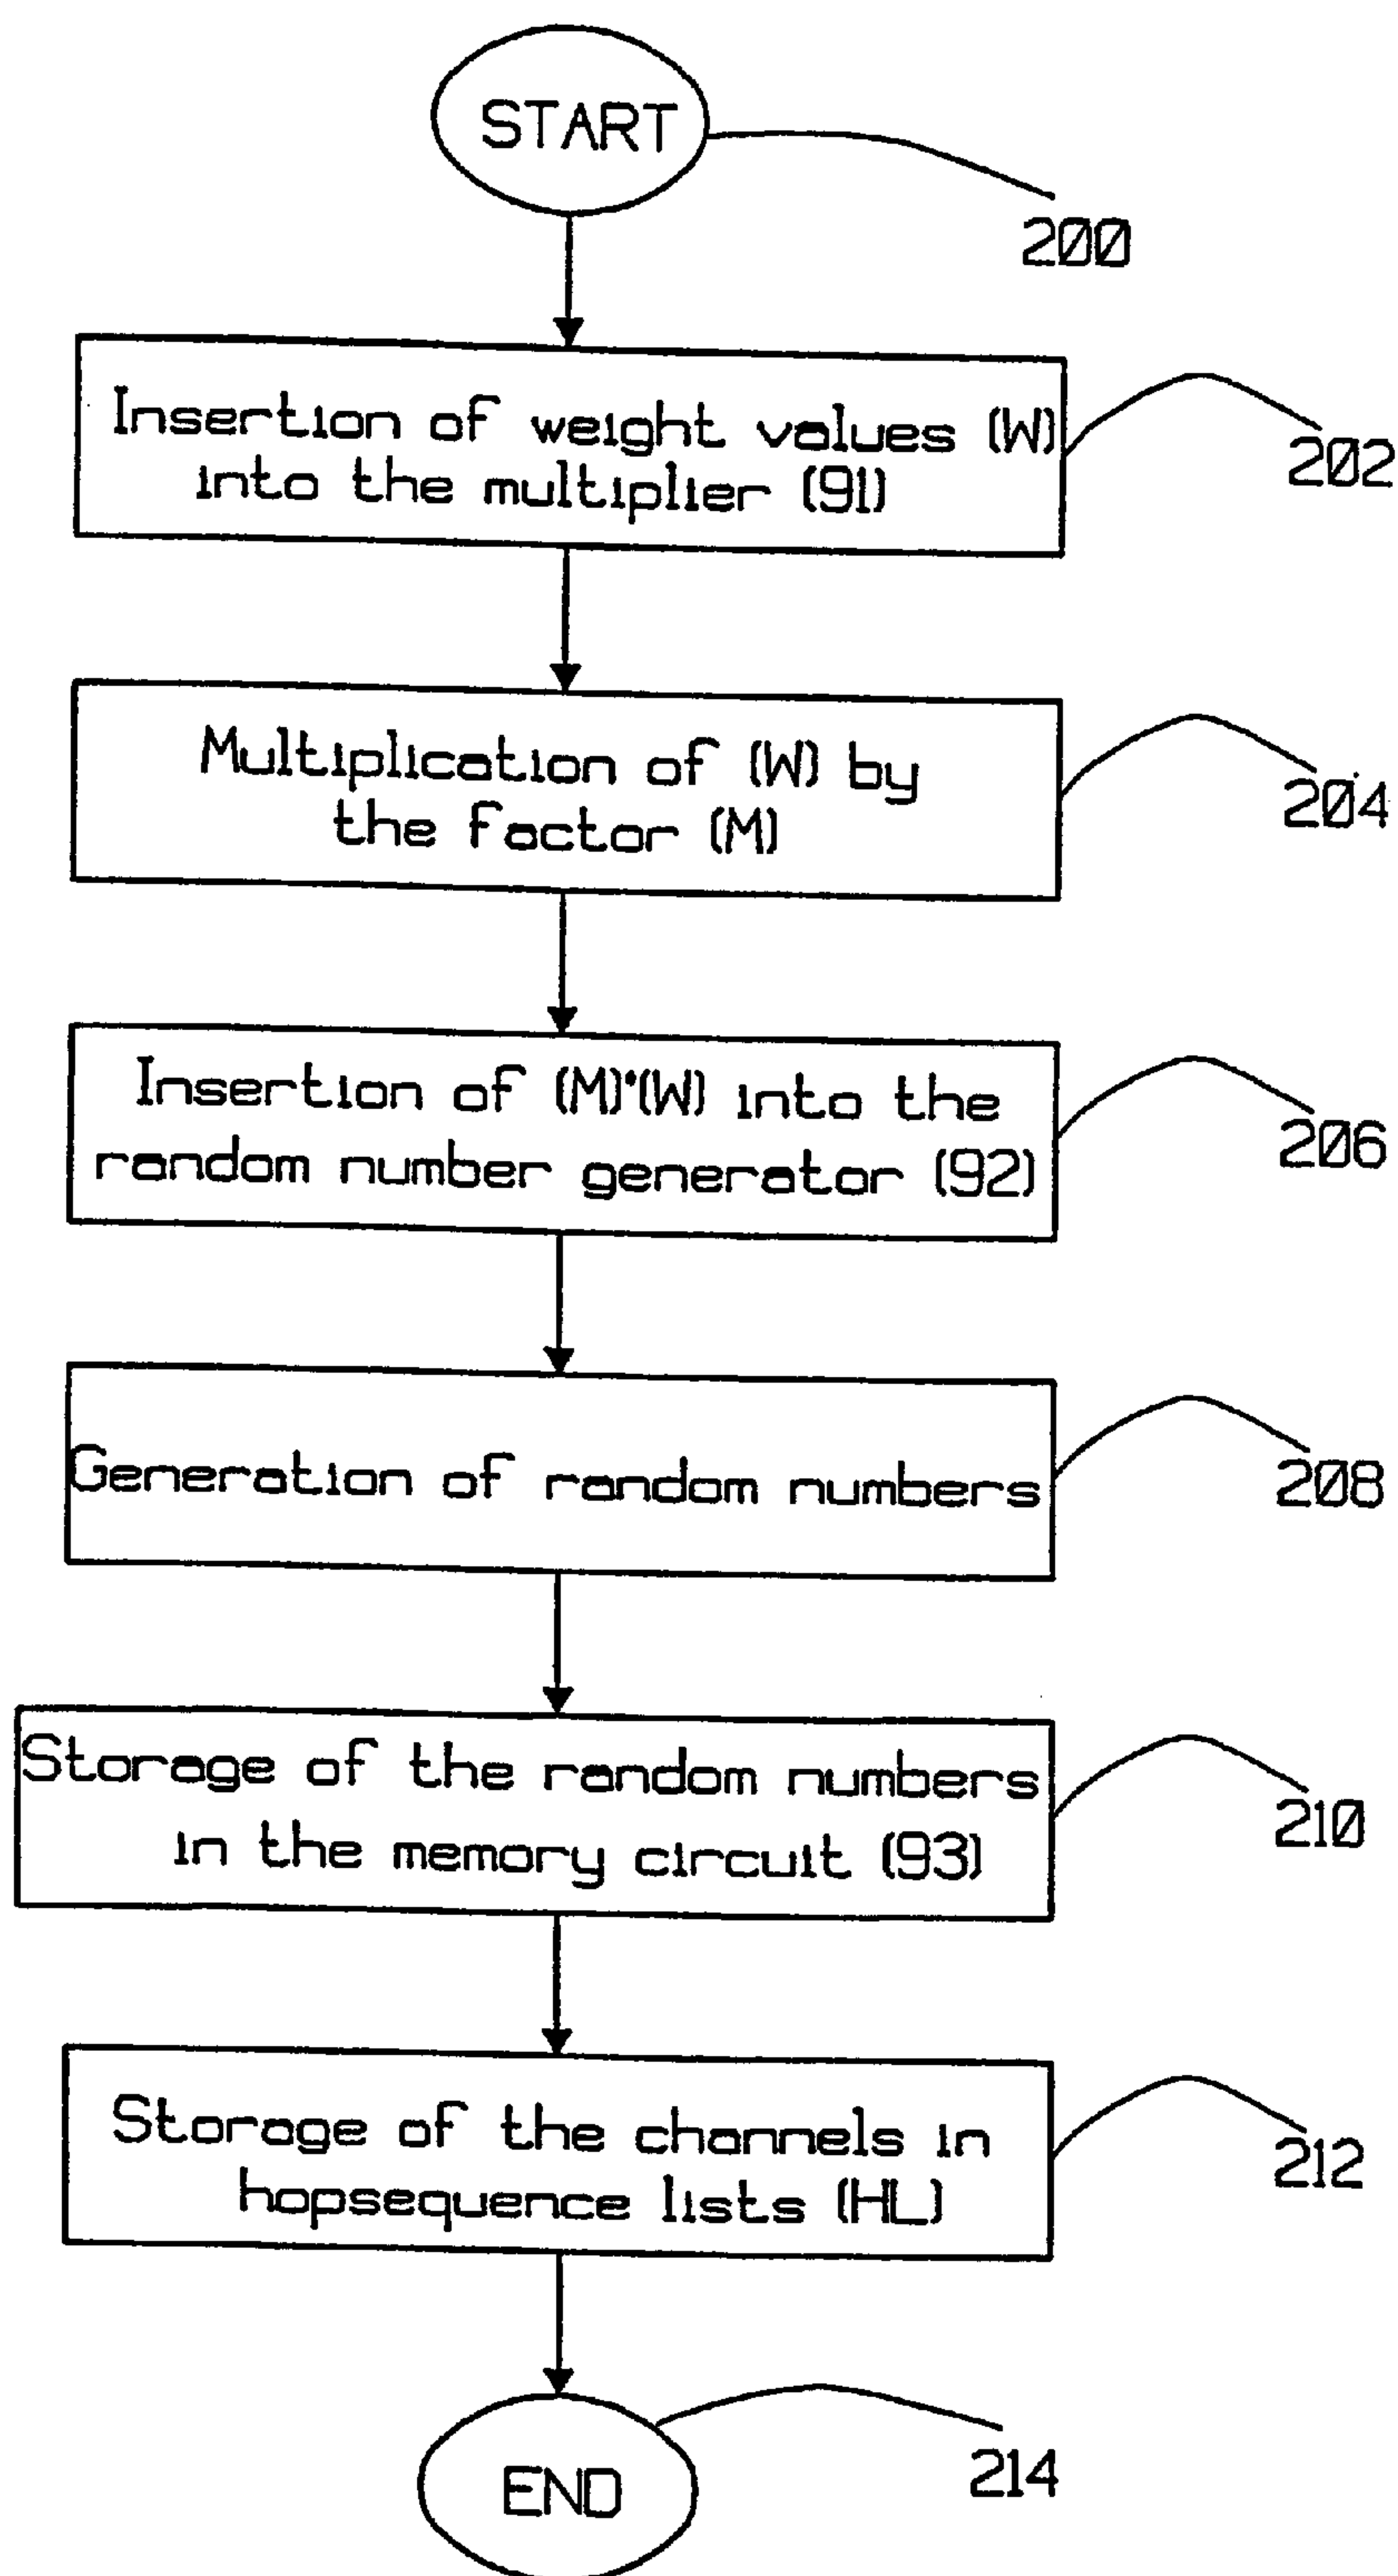 START
200
Insertion of weight values (W)
into the multiplier (91)
202
Multiplication of (W) by
the factor (M)
204
Insertion of (M)*(W) into the
random number generator (92)
206
Generation of random numbers
208
Storage of the random numbers
in the memory circuit (93)
210
Storage of the channels in
hopsequence lists (HL)
212
END
214